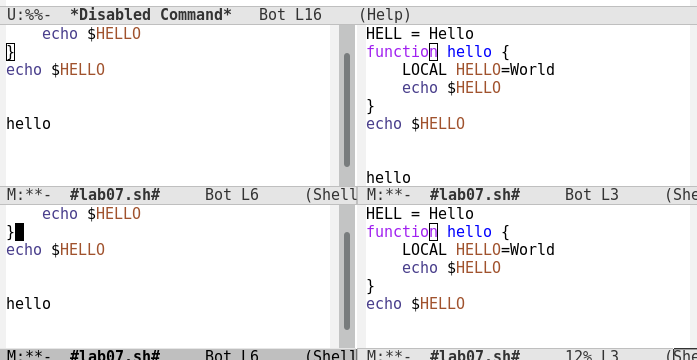 U:%%-  *Disabled Command*   Bot L16    (Help)
    echo $HELLO
}
echo $HELLO
hello
M:**-  #lab07.sh#     Bot L6     (Shell
HELL = Hello
function hello {
    LOCAL HELLO=World
    echo $HELLO
}
echo $HELLO
hello
M:**-  #lab07.sh#     Bot L3     (She
    echo $HELLO
}
echo $HELLO
hello
M:**-  #lab07.sh#     Bot L6     (Shell
HELL = Hello
function hello {
    LOCAL HELLO=World
    echo $HELLO
}
echo $HELLO
M:**-  #lab07.sh#     12% L3     (She